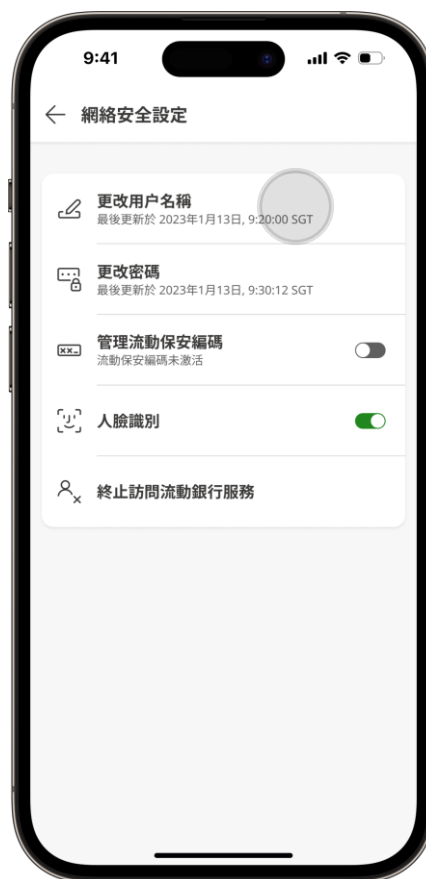 9:41
網絡安全設定
更改用户名稱
最後更新於 2023年1月13日, 9:20:00 SGT
更改密碼
最後更新於 2023年1月13日, 9:30:12 SGT
××_
管理流動保安編碼
流動保安編碼未激活
人臉識別
終止訪問流動銀行服務